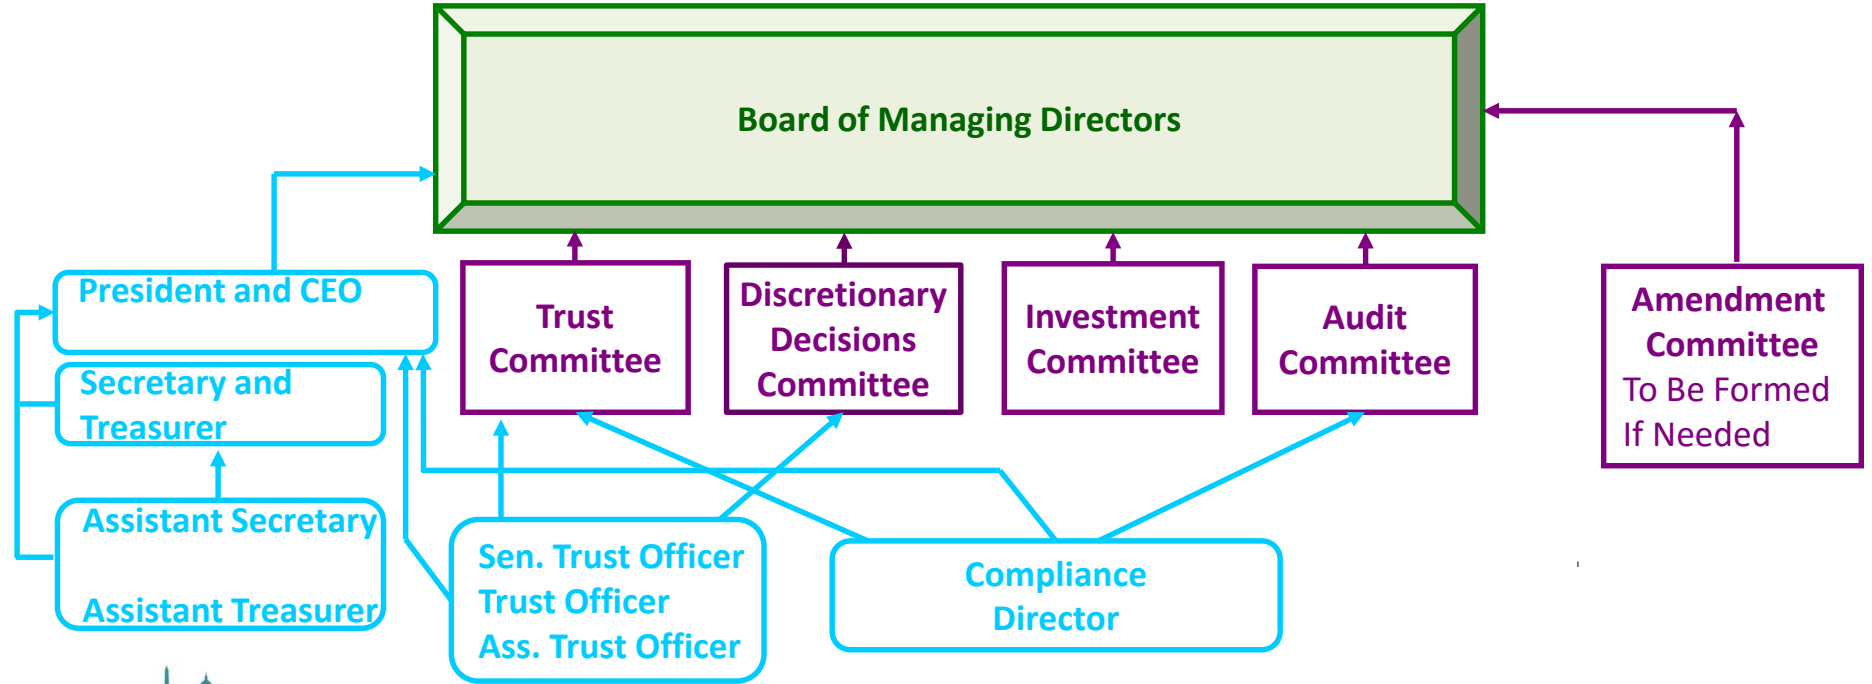 Board of Managing Directors
President and CEO
Secretary and
Treasurer
Assistant Secretary
Assistant Treasurer
Trust
Committee
Discretionary
Decisions
Committee
Investment
Committee
Audit
Committee
Amendment
Committee
To Be Formed
If Needed
Sen. Trust Officer
Trust Officer
Ass. Trust Officer
Compliance
Director